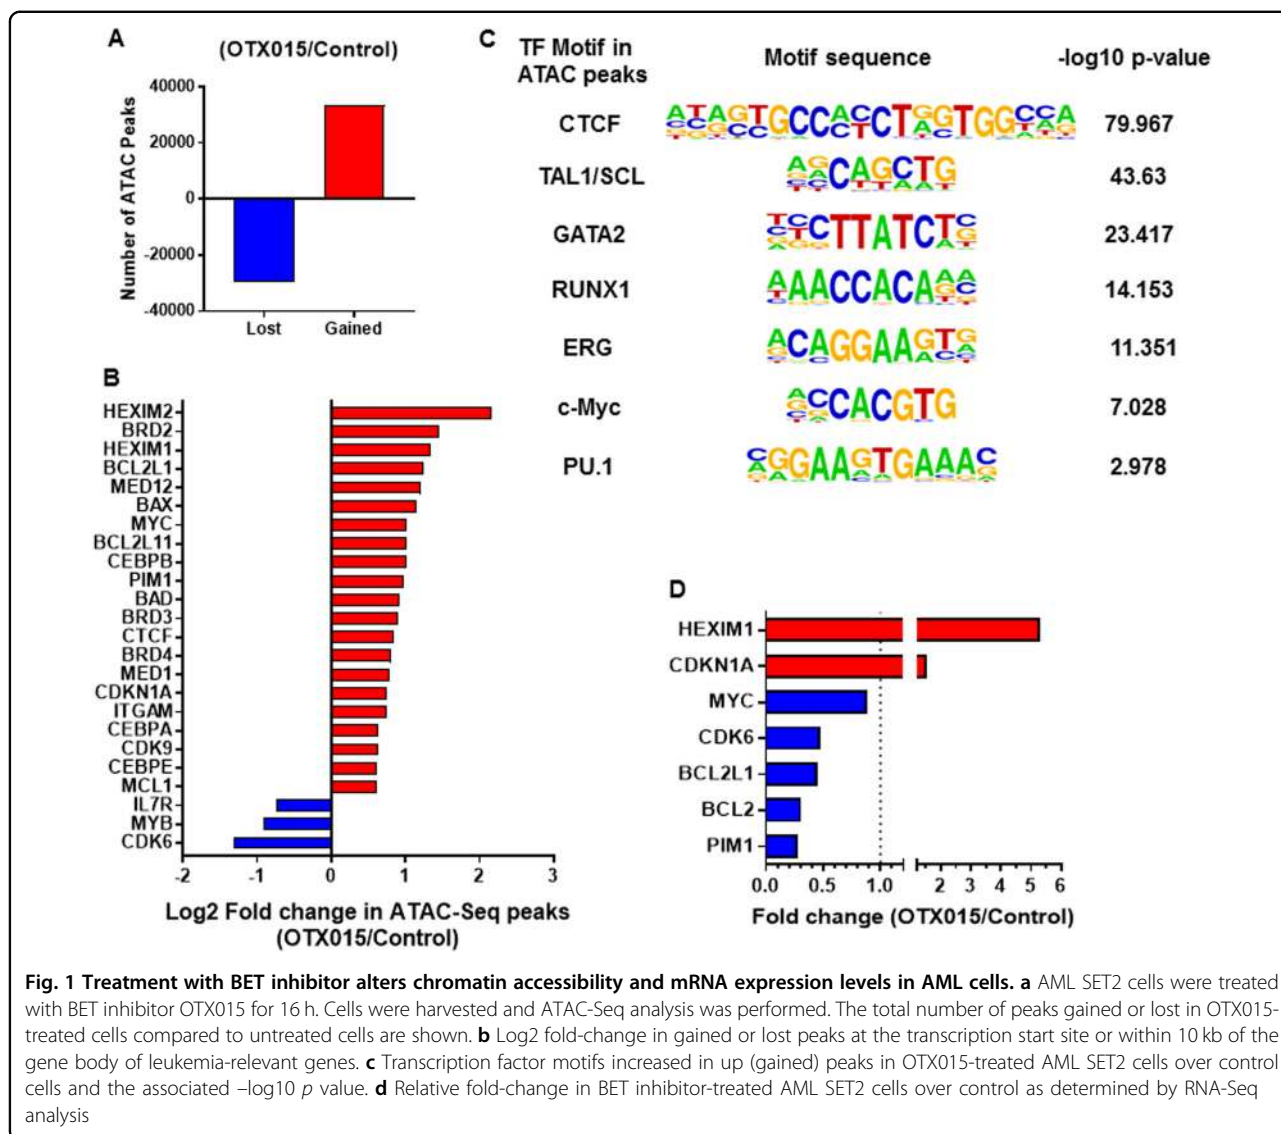 A
(OTX015/Control)
Number of ATAC Peaks
40000
20000
0
-20000
-40000
Lost Gained
B
HEXIM2
BRD2
HEXIM1
BCL2L1
MED12
BAX
MYC
BCL2L11
CEBPB
PIM1
BAD
BRD3
CTCF
BRD4
MED1
CDKN1A
ITGAM
CEBPA
CDK9
CEBPE
MCL1
IL7R
MYB
CDK6
-2 -1 0 1 2 3
Log2 Fold change in ATAC-Seq peaks
(OTX015/Control)
C
TF Motif in
ATAC peaks
Motif sequence
-log10 p-value
CTCF 79.967
TAL1/SCL 43.63
GATA2 23.417
RUNX1 14.153
ERG 11.351
c-Myc 7.028
PU.1 2.978
D
HEXIM1
CDKN1A
MYC
CDK6
BCL2L1
BCL2
PIM1
0.0 0.5 1.0 2 3 4 5 6
Fold change (OTX015/Control)
Fig. 1 Treatment with BET inhibitor alters chromatin accessibility and mRNA expression levels in AML cells. a AML SET2 cells were treated
with BET inhibitor OTX015 for 16 h. Cells were harvested and ATAC-Seq analysis was performed. The total number of peaks gained or lost in OTX015-
treated cells compared to untreated cells are shown. b Log2 fold-change in gained or lost peaks at the transcription start site or within 10 kb of the
gene body of leukemia-relevant genes. c Transcription factor motifs increased in up (gained) peaks in OTX015-treated AML SET2 cells over control
cells and the associated –log10 p value. d Relative fold-change in BET inhibitor-treated AML SET2 cells over control as determined by RNA-Seq
analysis